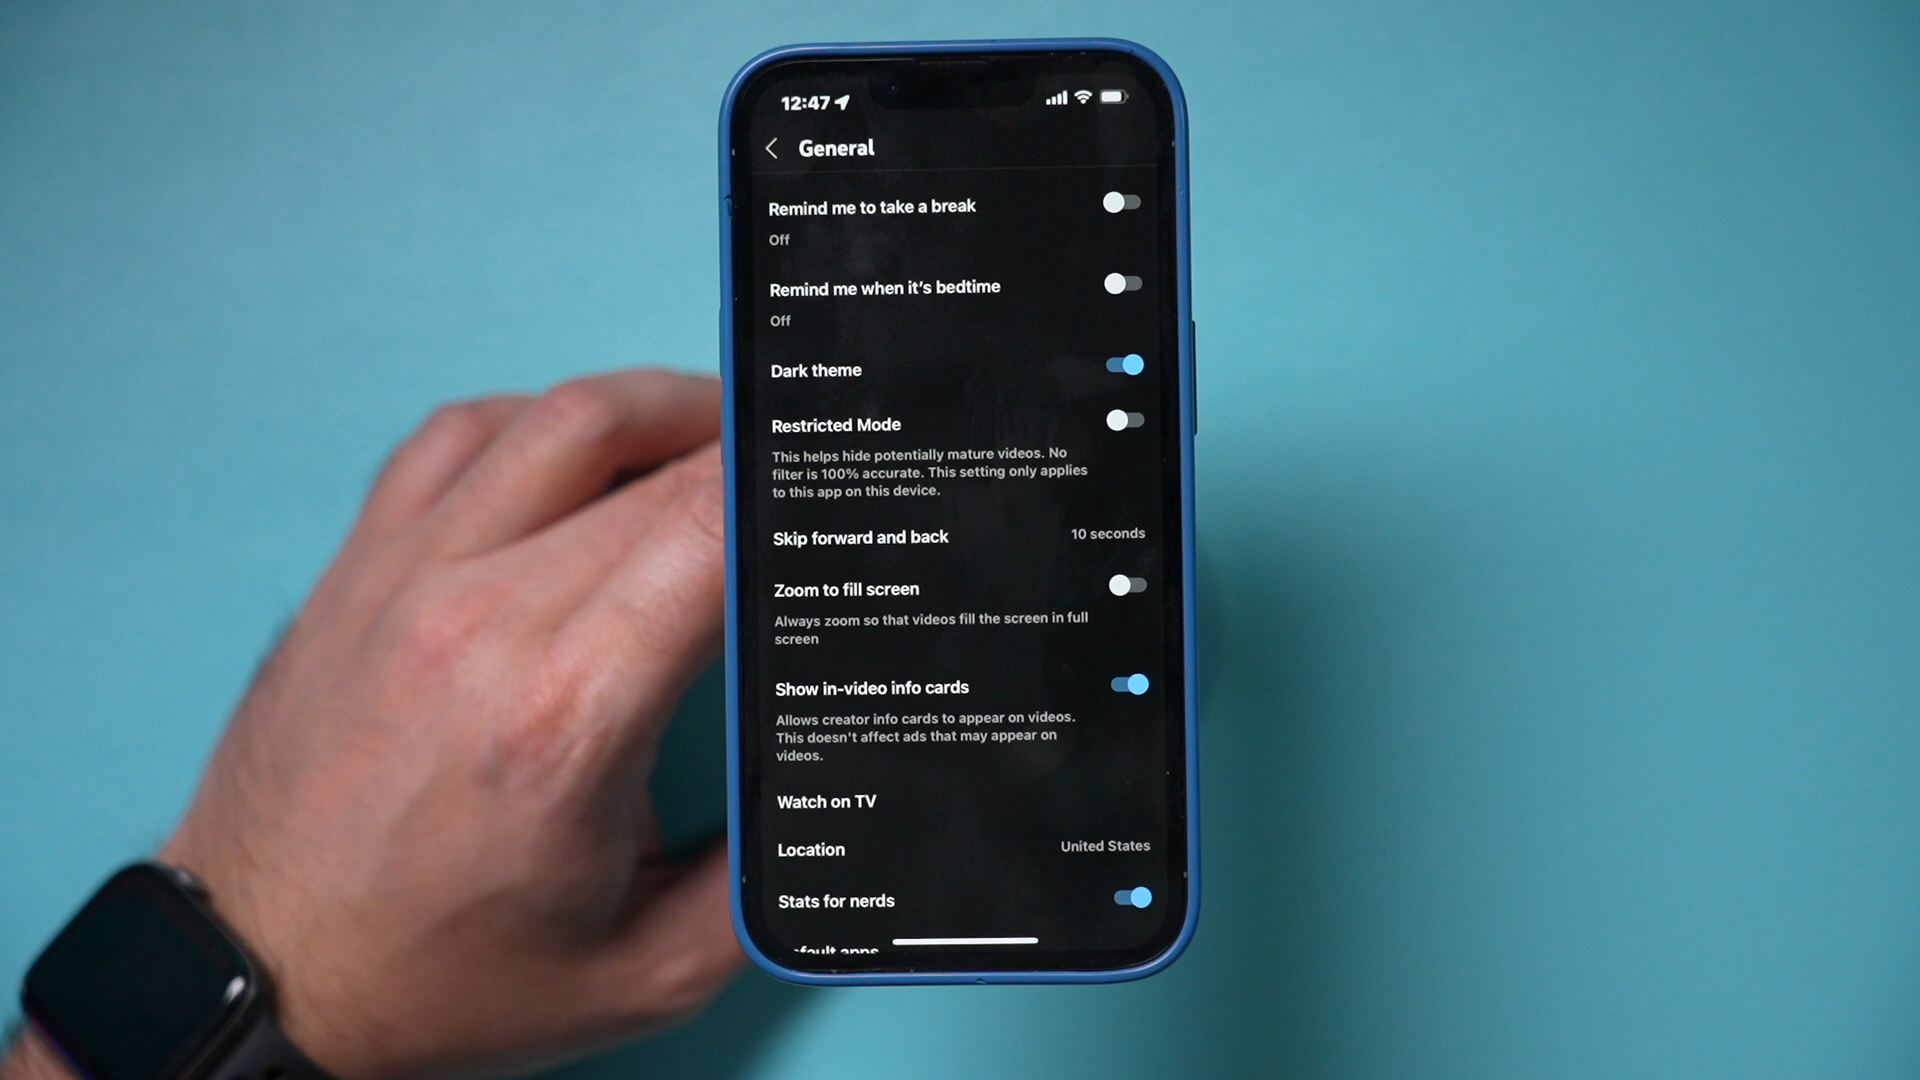 12:47
General
Remind me to take a break
Off
Remind me when it's bedtime
Off
Dark theme
Restricted Mode
This helps hide potentially mature videos. No
filter is 100% accurate. This setting only applies
to this app on this device.
Skip forward and back 10 seconds
Zoom to fill screen
Always zoom so that videos fill the screen in full
screen
Show in-video info cards
Allows creator info cards to appear on videos.
This doesn't affect ads that may appear on
videos.
Watch on TV
Location United States
Stats for nerds
apps